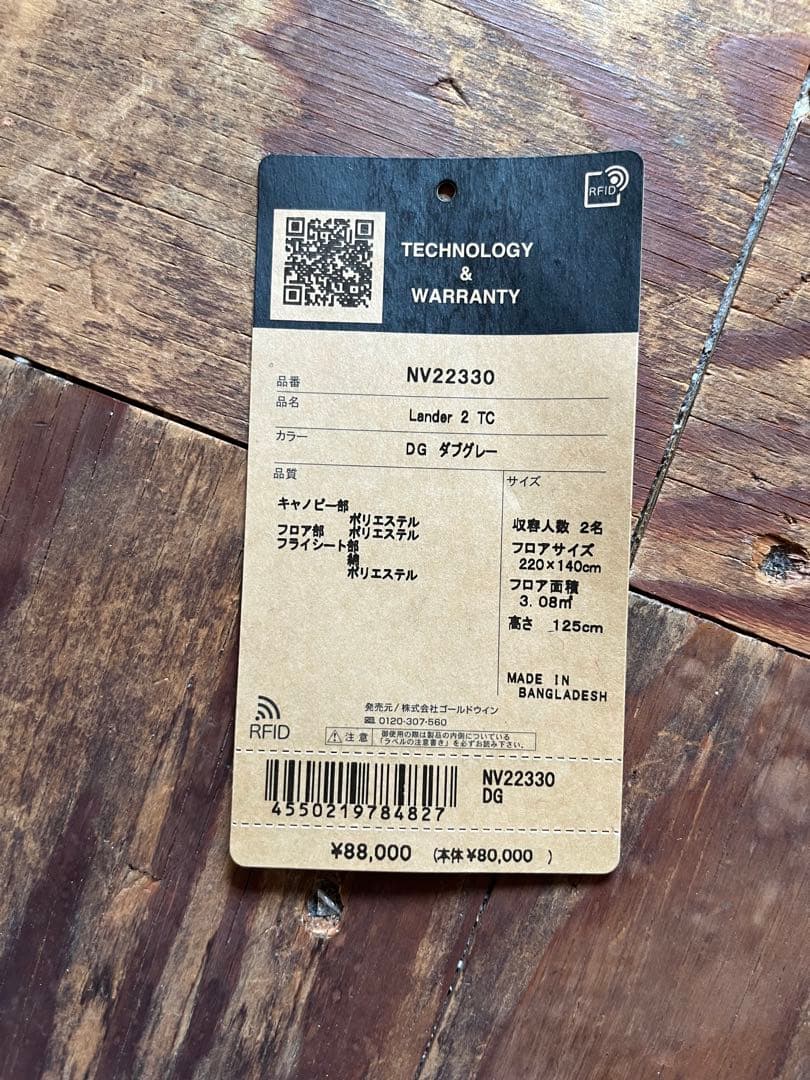 RFID
TECHNOLOGY
&
WARRANTY
品番 NV22330
品名 Lander 2 TC
カラー DG ダブグレー
品質
キャノピー部
ポリエステル
フロア部 ポリエステル
フライシート部
綿
ポリエステル
サイズ
収容人数 2名
フロアサイズ
220×140cm
フロア面積
3.08㎡
高さ 125cm
MADE IN
BANGLADESH
RFID
発売元/株式会社ゴールドウイン
0120-307-560
注意 御使用の際は製品の内側についている
「ラベルの注意書き」を必ずお読み下さい。
4550219784827
NV22330
DG
¥88,000 (本体¥80,000 )